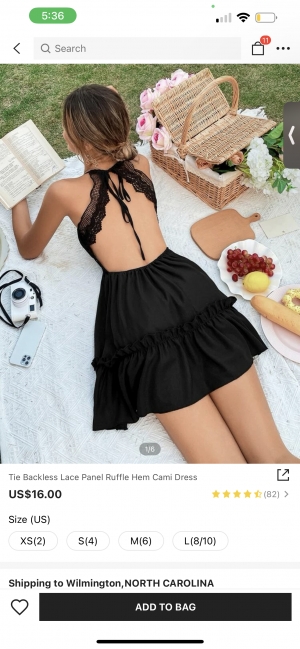 5:36
Search
11
1/6
Tie Backless Lace Panel Ruffle Hem Cami Dress
US$16.00
(82)
Size (US)
XS(2) S(4) M(6) L(8/10)
Shipping to Wilmington,NORTH CAROLINA
ADD TO BAG